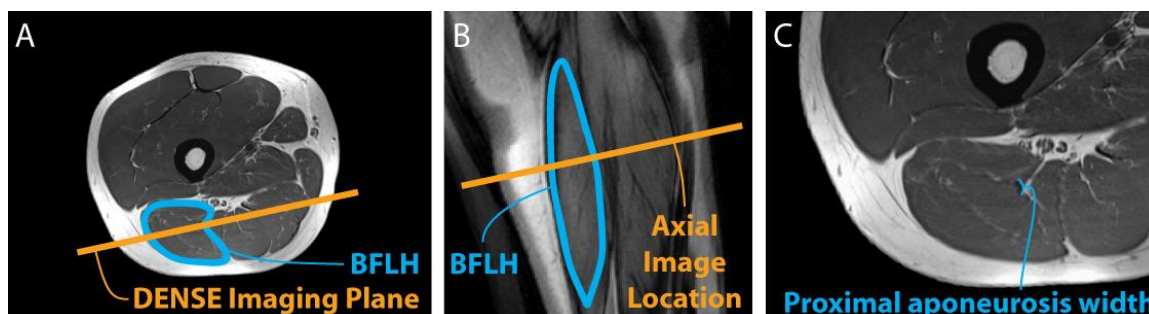 A
BFLH
DENSE Imaging Plane
B
BFLH
Axial
Image
Location
C
Proximal aponeurosis width